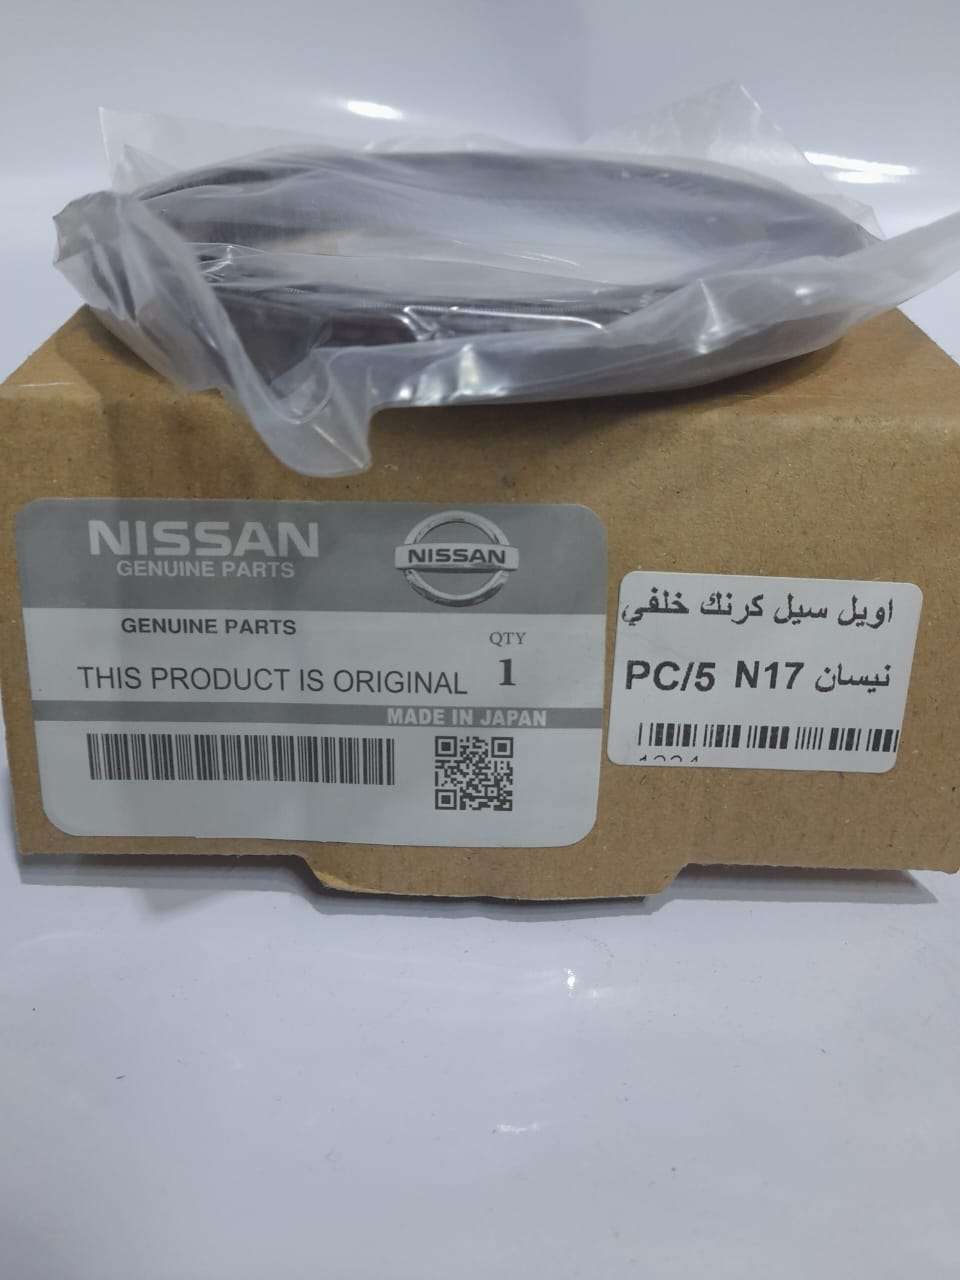 NISSAN
GENUINE PARTS
NISSAN
GENUINE PARTS
QTY
THIS PRODUCT IS ORIGINAL 1
MADE IN JAPAN
اويل سيل كرنك خلفي
نيسان PC/5 N17